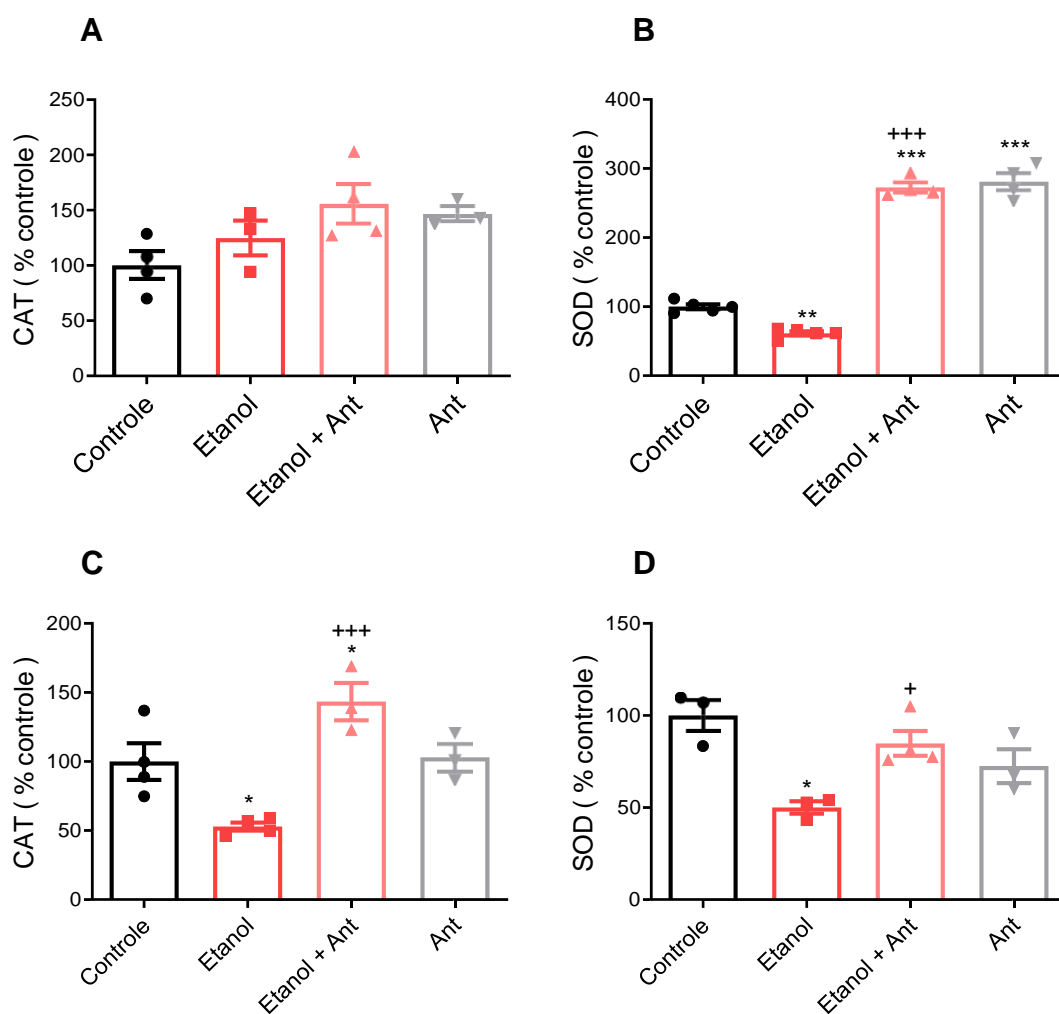 A
CAT ( % controle )
250
200
150
100
50
0
Controle
Etanol
Etanol + Ant
Ant
B
SOD ( % controle )
400
300
200
100
0
**
+++
***
***
Controle
Etanol
Etanol + Ant
Ant
C
CAT ( % controle )
200
150
100
50
0
*
+++
*
Controle
Etanol
Etanol + Ant
Ant
D
SOD ( % controle )
150
100
50
0
*
+
Controle
Etanol
Etanol + Ant
Ant